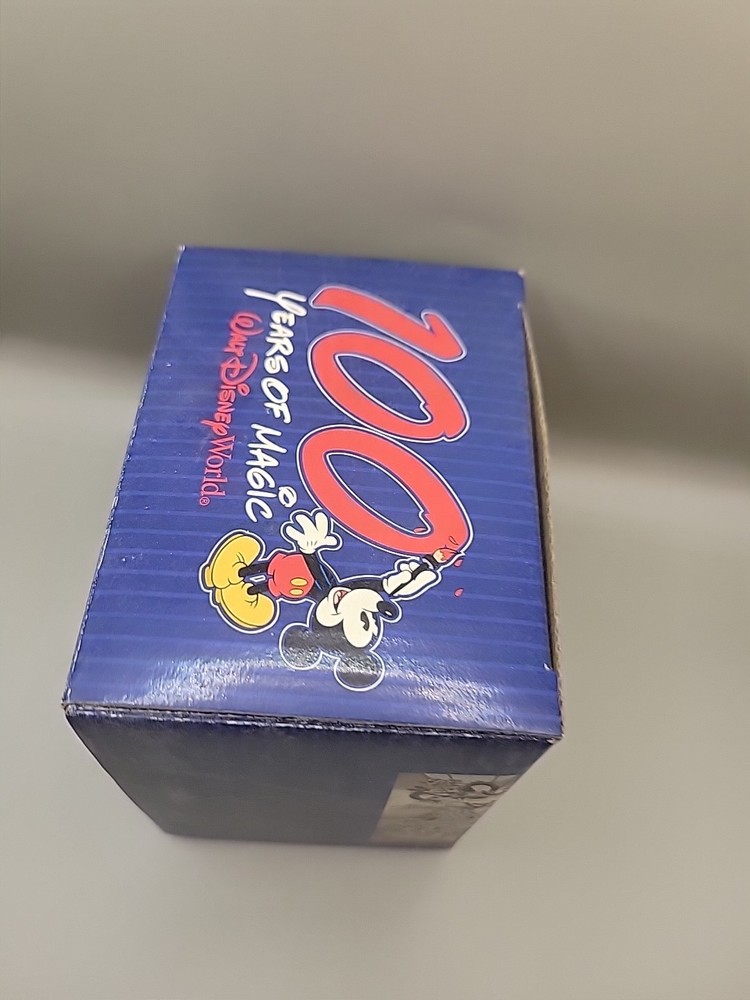 100
YEARS OF MAGIC
WALT DISNEY World®